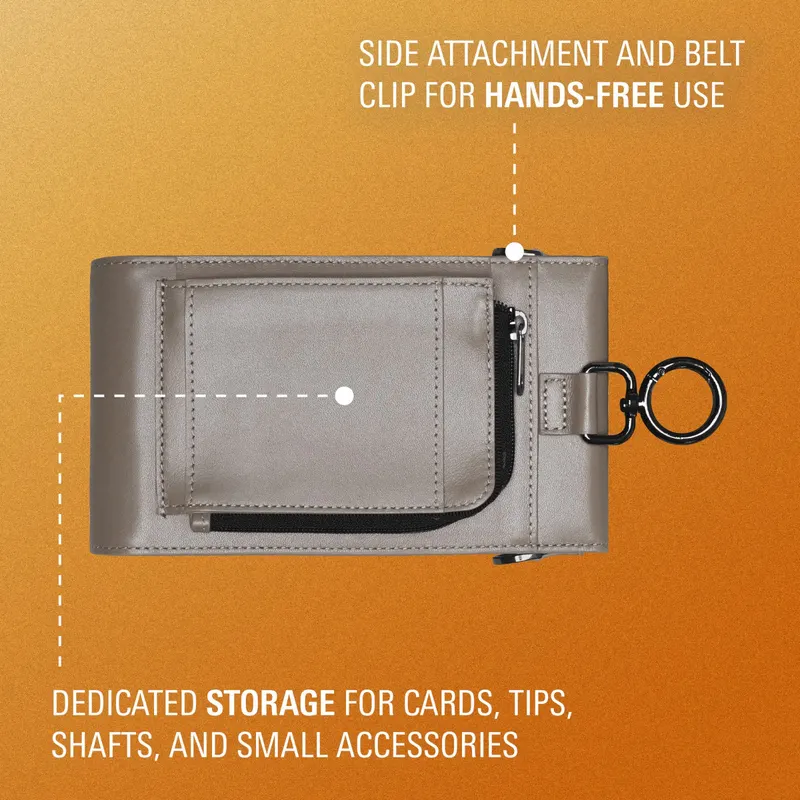 SIDE ATTACHMENT AND BELT
CLIP FOR HANDS-FREE USE
DEDICATED STORAGE FOR CARDS, TIPS,
SHAFTS, AND SMALL ACCESSORIES